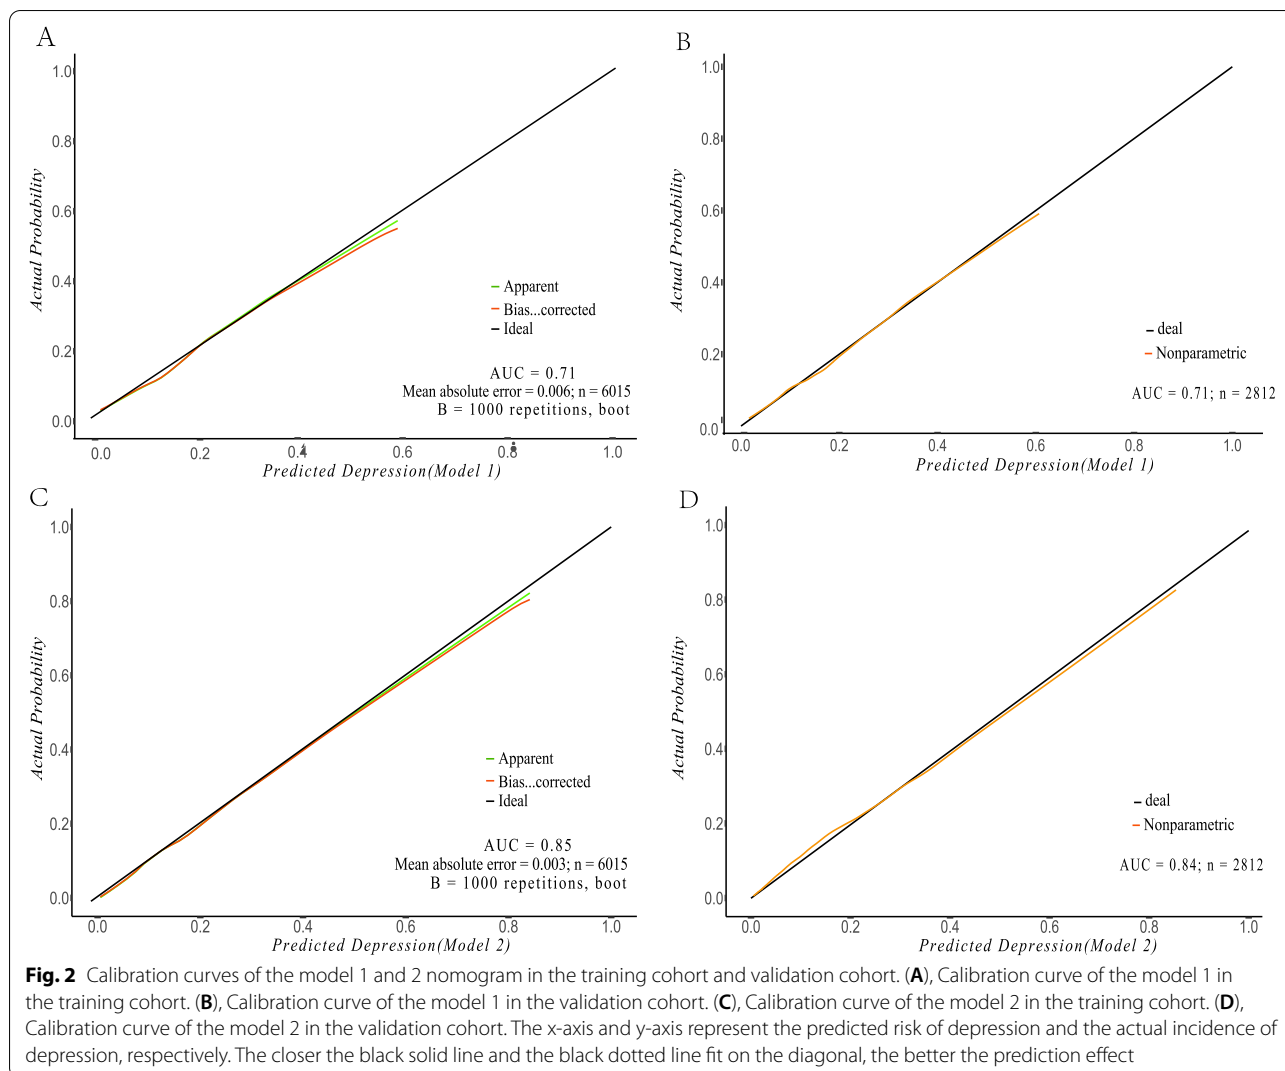 A
1.0
0.8
0.6
0.4
0.2
0.0
Actual Probability
Apparent
Bias...corrected
Ideal
AUC = 0.71
Mean absolute error = 0.006; n = 6015
B = 1000 repetitions, boot
0.0 0.2 0.4 0.6 0.8 1.0
Predicted Depression(Model 1)
B
1.0
0.8
0.6
0.4
0.2
0.0
Actual Probability
deal
Nonparametric
AUC = 0.71; n = 2812
0.0 0.2 0.4 0.6 0.8 1.0
Predicted Depression(Model 1)
C
1.0
0.8
0.6
0.4
0.2
0.0
Actual Probability
Apparent
Bias...corrected
Ideal
AUC = 0.85
Mean absolute error = 0.003; n = 6015
B = 1000 repetitions, boot
0.0 0.2 0.4 0.6 0.8 1.0
Predicted Depression(Model 2)
D
1.0
0.8
0.6
0.4
0.2
0.0
Actual Probability
deal
Nonparametric
AUC = 0.84; n = 2812
0.0 0.2 0.4 0.6 0.8 1.0
Predicted Depression(Model 2)
Fig. 2 Calibration curves of the model 1 and 2 nomogram in the training cohort and validation cohort. (A), Calibration curve of the model 1 in
the training cohort. (B), Calibration curve of the model 1 in the validation cohort. (C), Calibration curve of the model 2 in the training cohort. (D),
Calibration curve of the model 2 in the validation cohort. The x-axis and y-axis represent the predicted risk of depression and the actual incidence of
depression, respectively. The closer the black solid line and the black dotted line fit on the diagonal, the better the prediction effect